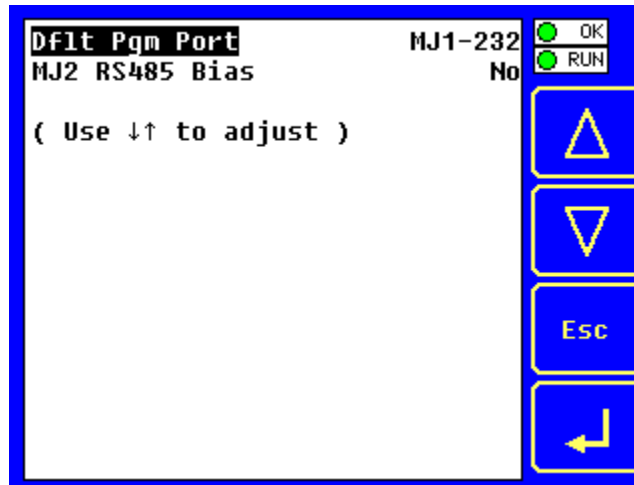 Dflt Pgm Port MJ1-232
MJ2 RS485 Bias No
( Use ↓↑ to adjust )
OK
RUN
Esc